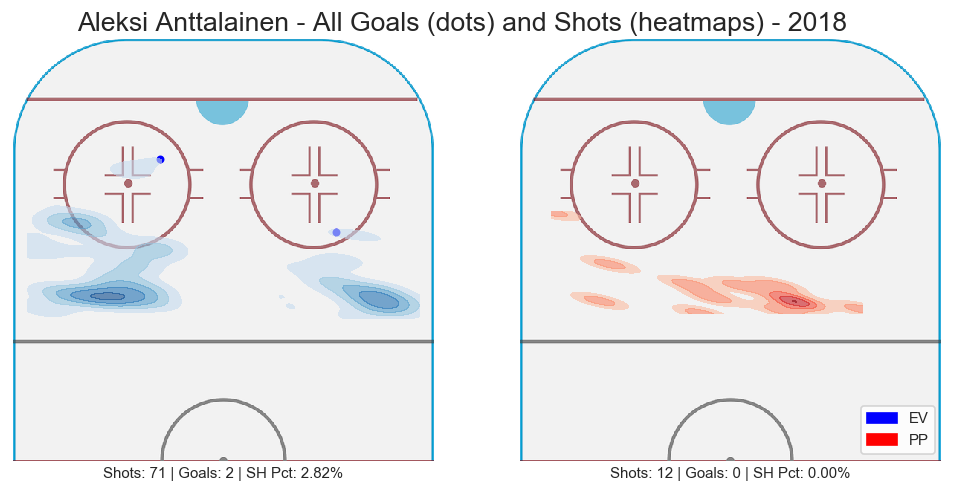 Aleksi Anttalainen - All Goals (dots) and Shots (heatmaps) - 2018
EV
PP
Shots: 71 | Goals: 2 | SH Pct: 2.82%
Shots: 12 | Goals: 0 | SH Pct: 0.00%